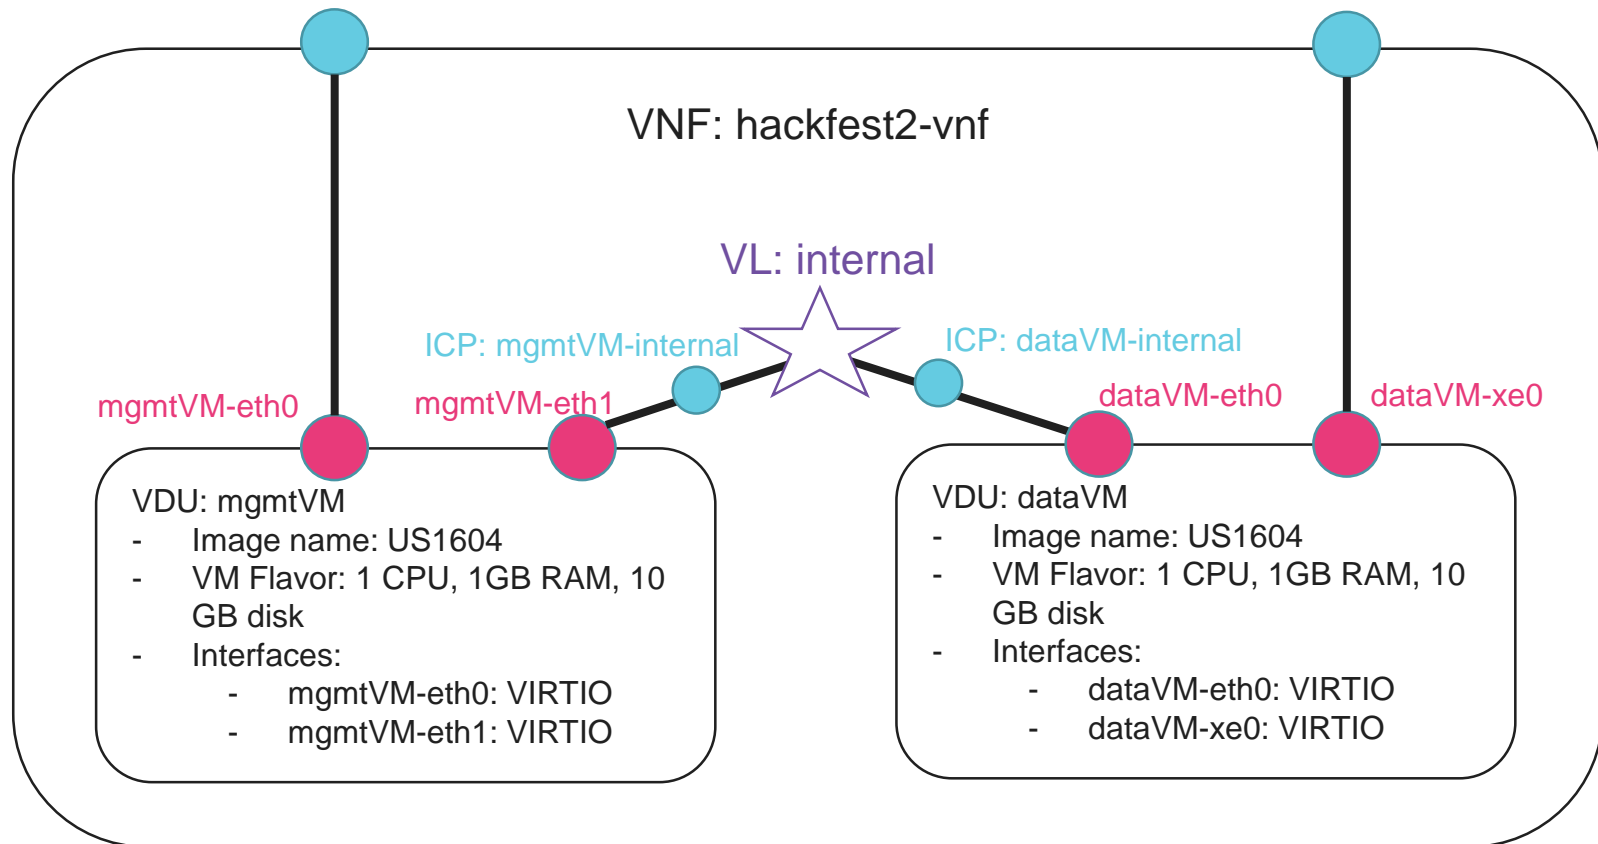 VNF: hackfest2-vnf
VL: internal
ICP: mgmtVM-internal
ICP: dataVM-internal
mgmtVM-eth0
mgmtVM-eth1
dataVM-eth0
dataVM-xe0
VDU: mgmtVM
- Image name: US1604
- VM Flavor: 1 CPU, 1GB RAM, 10
GB disk
- Interfaces:
- mgmtVM-eth0: VIRTIO
- mgmtVM-eth1: VIRTIO
VDU: dataVM
- Image name: US1604
- VM Flavor: 1 CPU, 1GB RAM, 10
GB disk
- Interfaces:
- dataVM-eth0: VIRTIO
- dataVM-xe0: VIRTIO